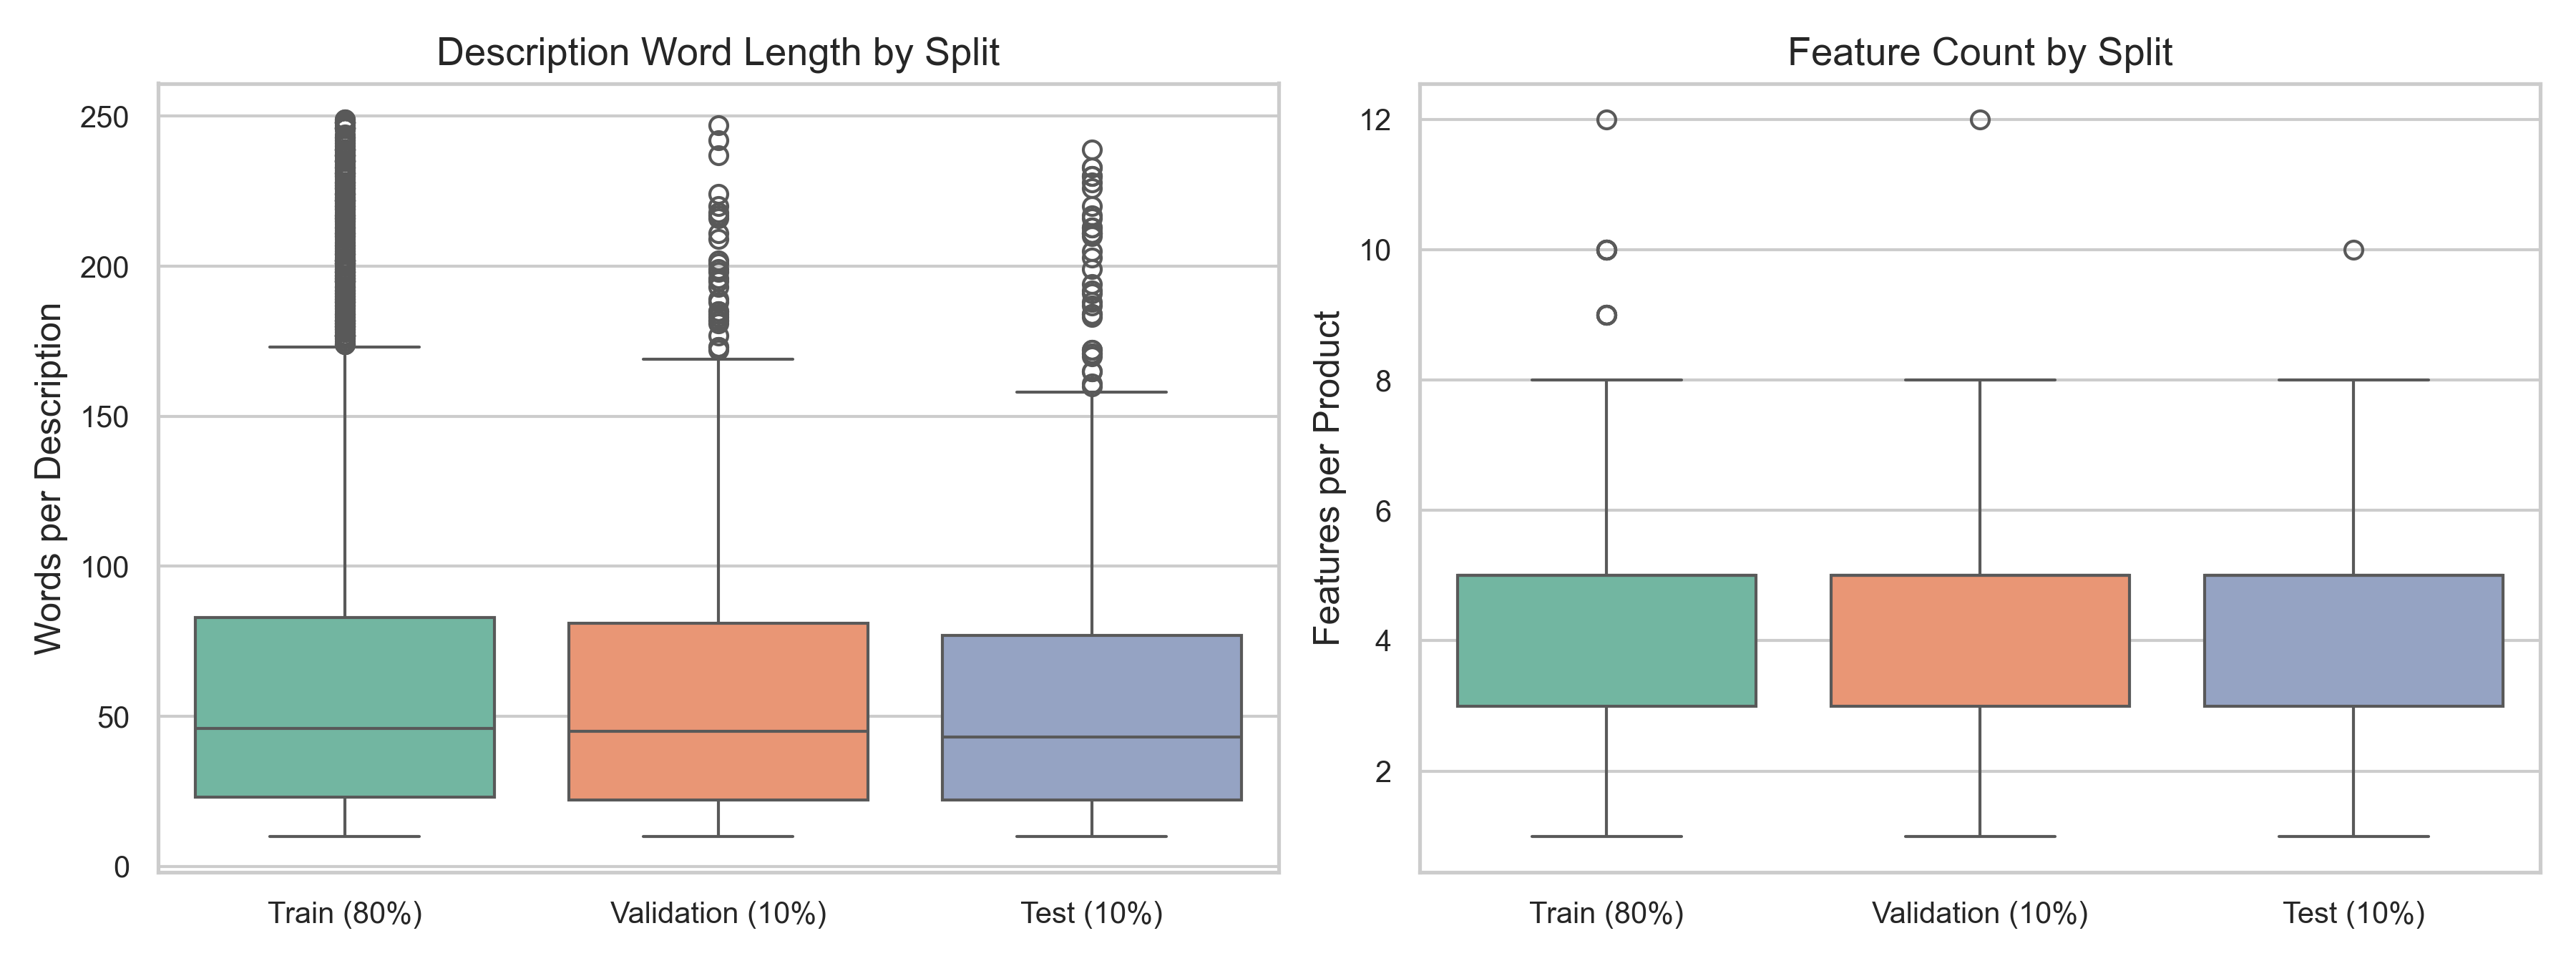 Description Word Length by Split
Words per Description
250
200
150
100
50
0
Train (80%)
Validation (10%)
Test (10%)
Feature Count by Split
Features per Product
12
10
8
6
4
2
Train (80%)
Validation (10%)
Test (10%)